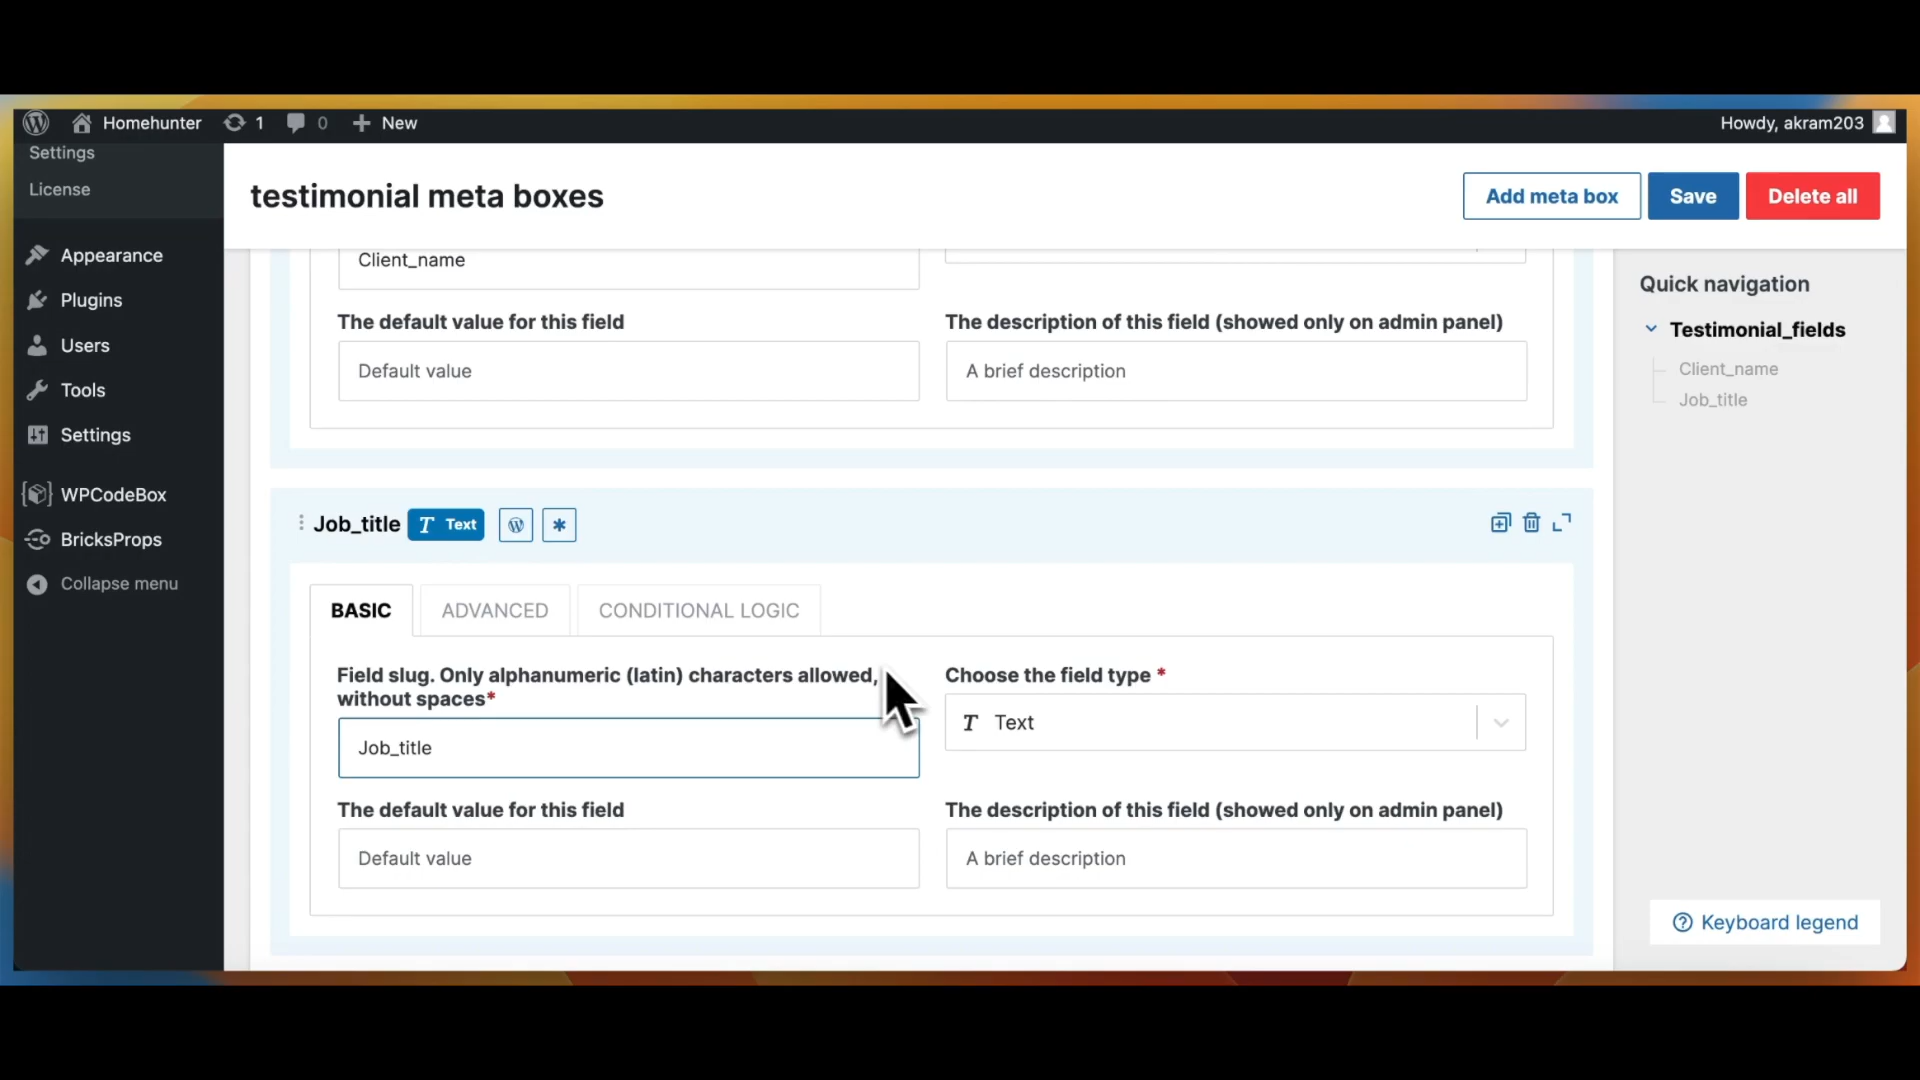 Homehunter
1
0
New
Howdy, akram203
Settings
License
Appearance
Plugins
Users
Tools
Settings
WPCodeBox
BricksProps
Collapse menu
testimonial meta boxes
Add meta box
Save
Delete all
Client_name
The default value for this field
The description of this field (showed only on admin panel)
Default value
A brief description
Job_title
T Text
BASIC
ADVANCED
CONDITIONAL LOGIC
Field slug. Only alphanumeric (latin) characters allowed,
without spaces*
Choose the field type *
Job_title
T Text
The default value for this field
The description of this field (showed only on admin panel)
Default value
A brief description
Quick navigation
Testimonial_fields
Client_name
Job_title
Keyboard legend